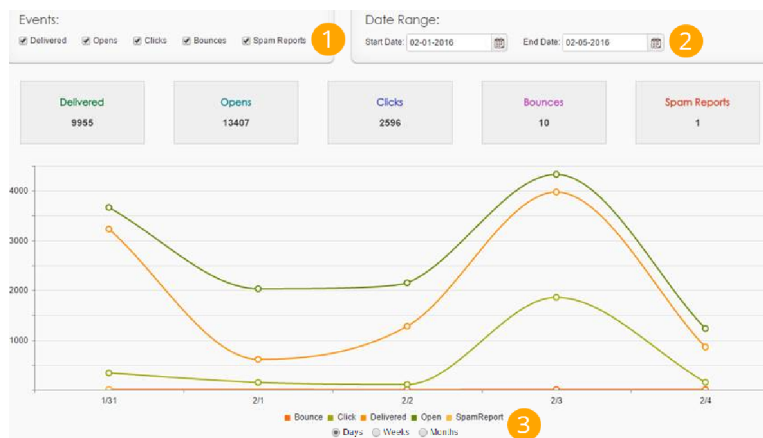 Events:
Delivered Opens Clicks Bounces Spam Reports
1
Date Range:
Start Date: 02-01-2016 End Date: 02-05-2016
2
Delivered Opens Clicks Bounces Spam Reports
9955 13407 2596 10 1
4000
3000
2000
1000
1/31 2/1 2/2 2/3 2/4
Bounce Click Delivered Open SpamReport
3
Days Weeks Months